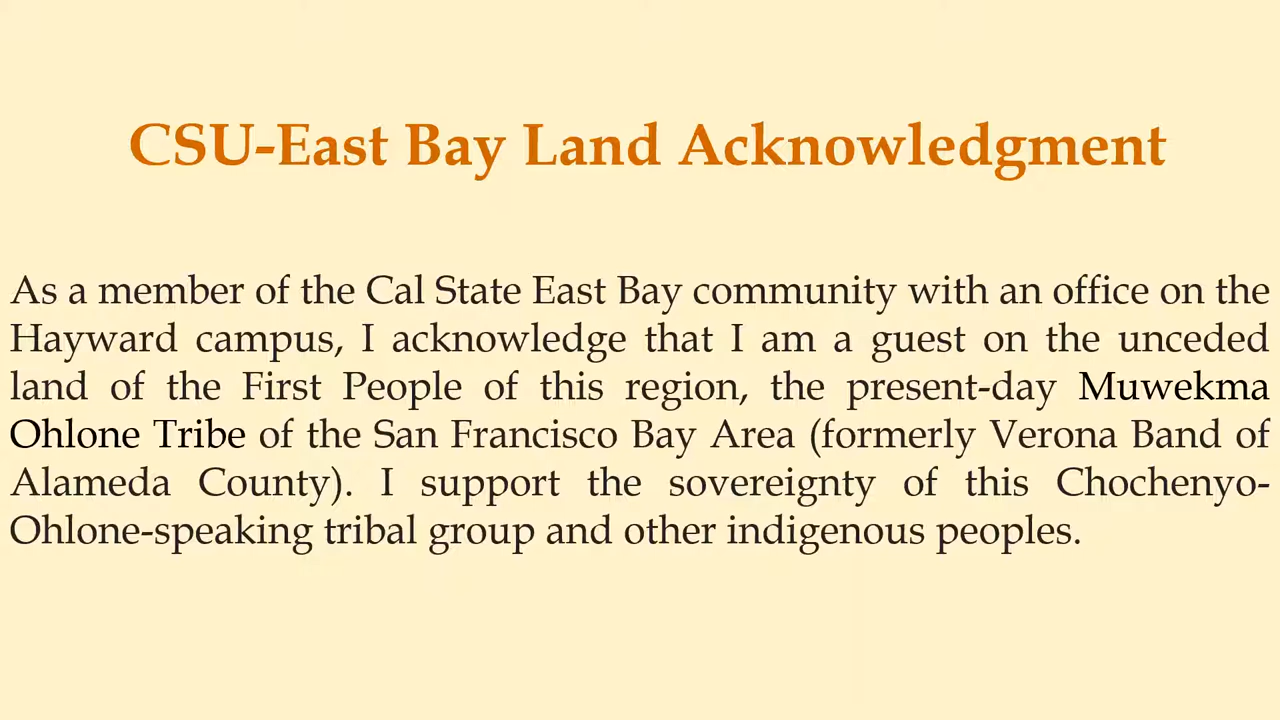 CSU-East Bay Land Acknowledgment
As a member of the Cal State East Bay community with an office on the
Hayward campus, I acknowledge that I am a guest on the unceded
land of the First People of this region, the present-day Muwekma
Ohlone Tribe of the San Francisco Bay Area (formerly Verona Band of
Alameda County). I support the sovereignty of this Chochenyo-
Ohlone-speaking tribal group and other indigenous peoples.